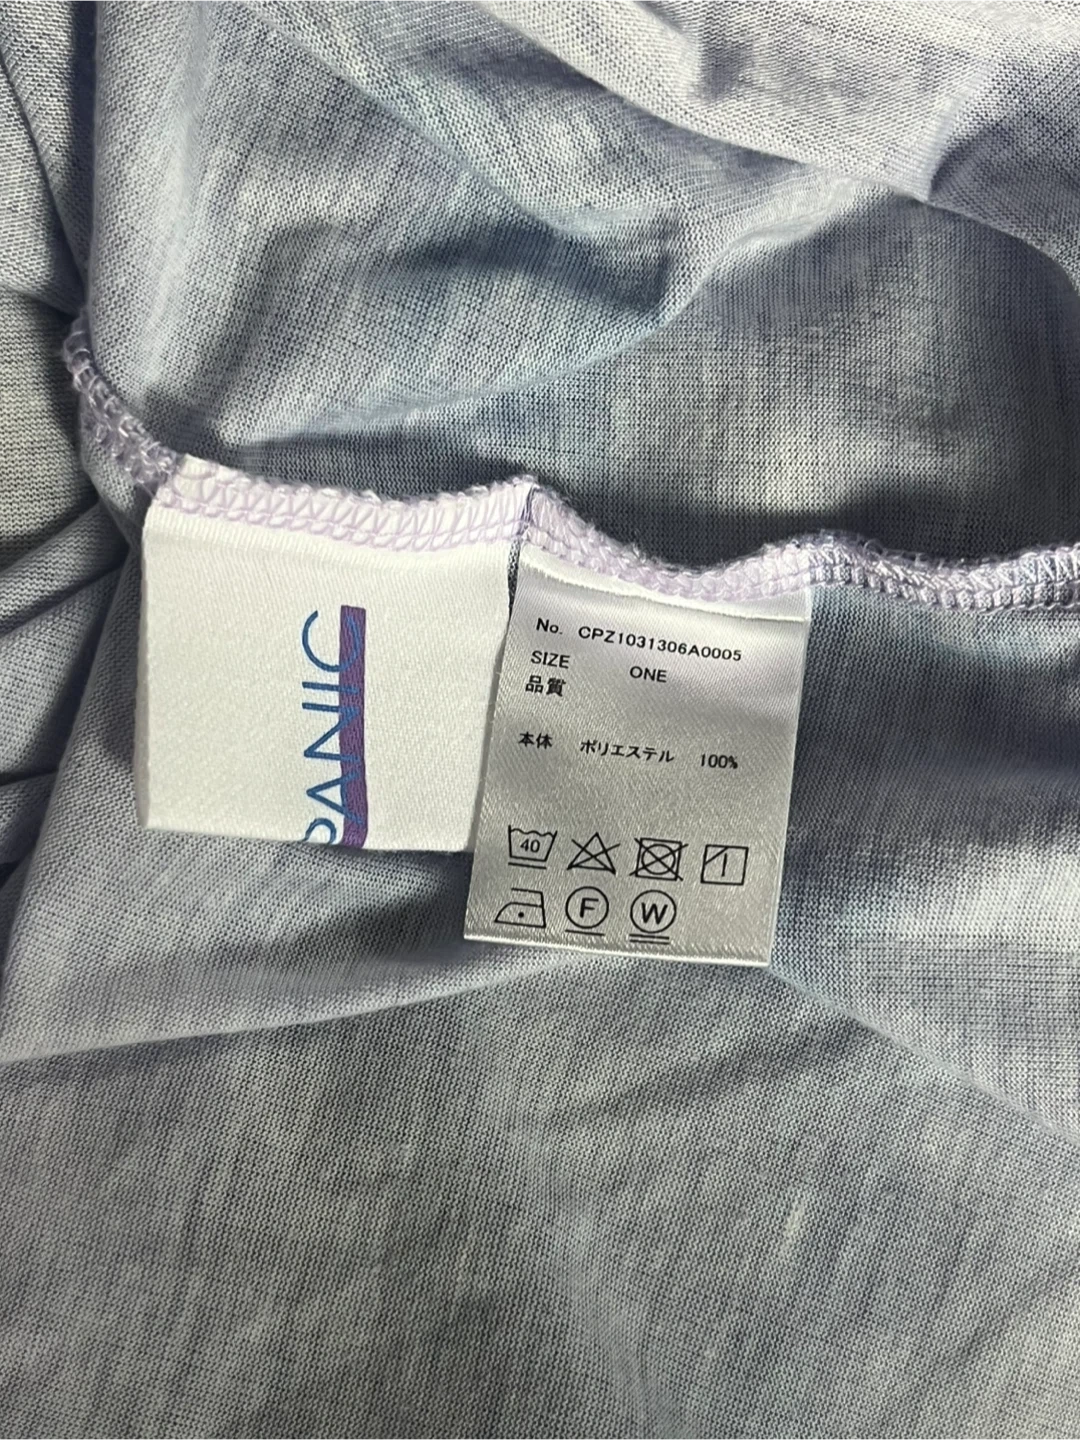 PANIC
No. CPZ1031306A0005
SIZE ONE
品質
本体 ポリエステル 100%
40
F W